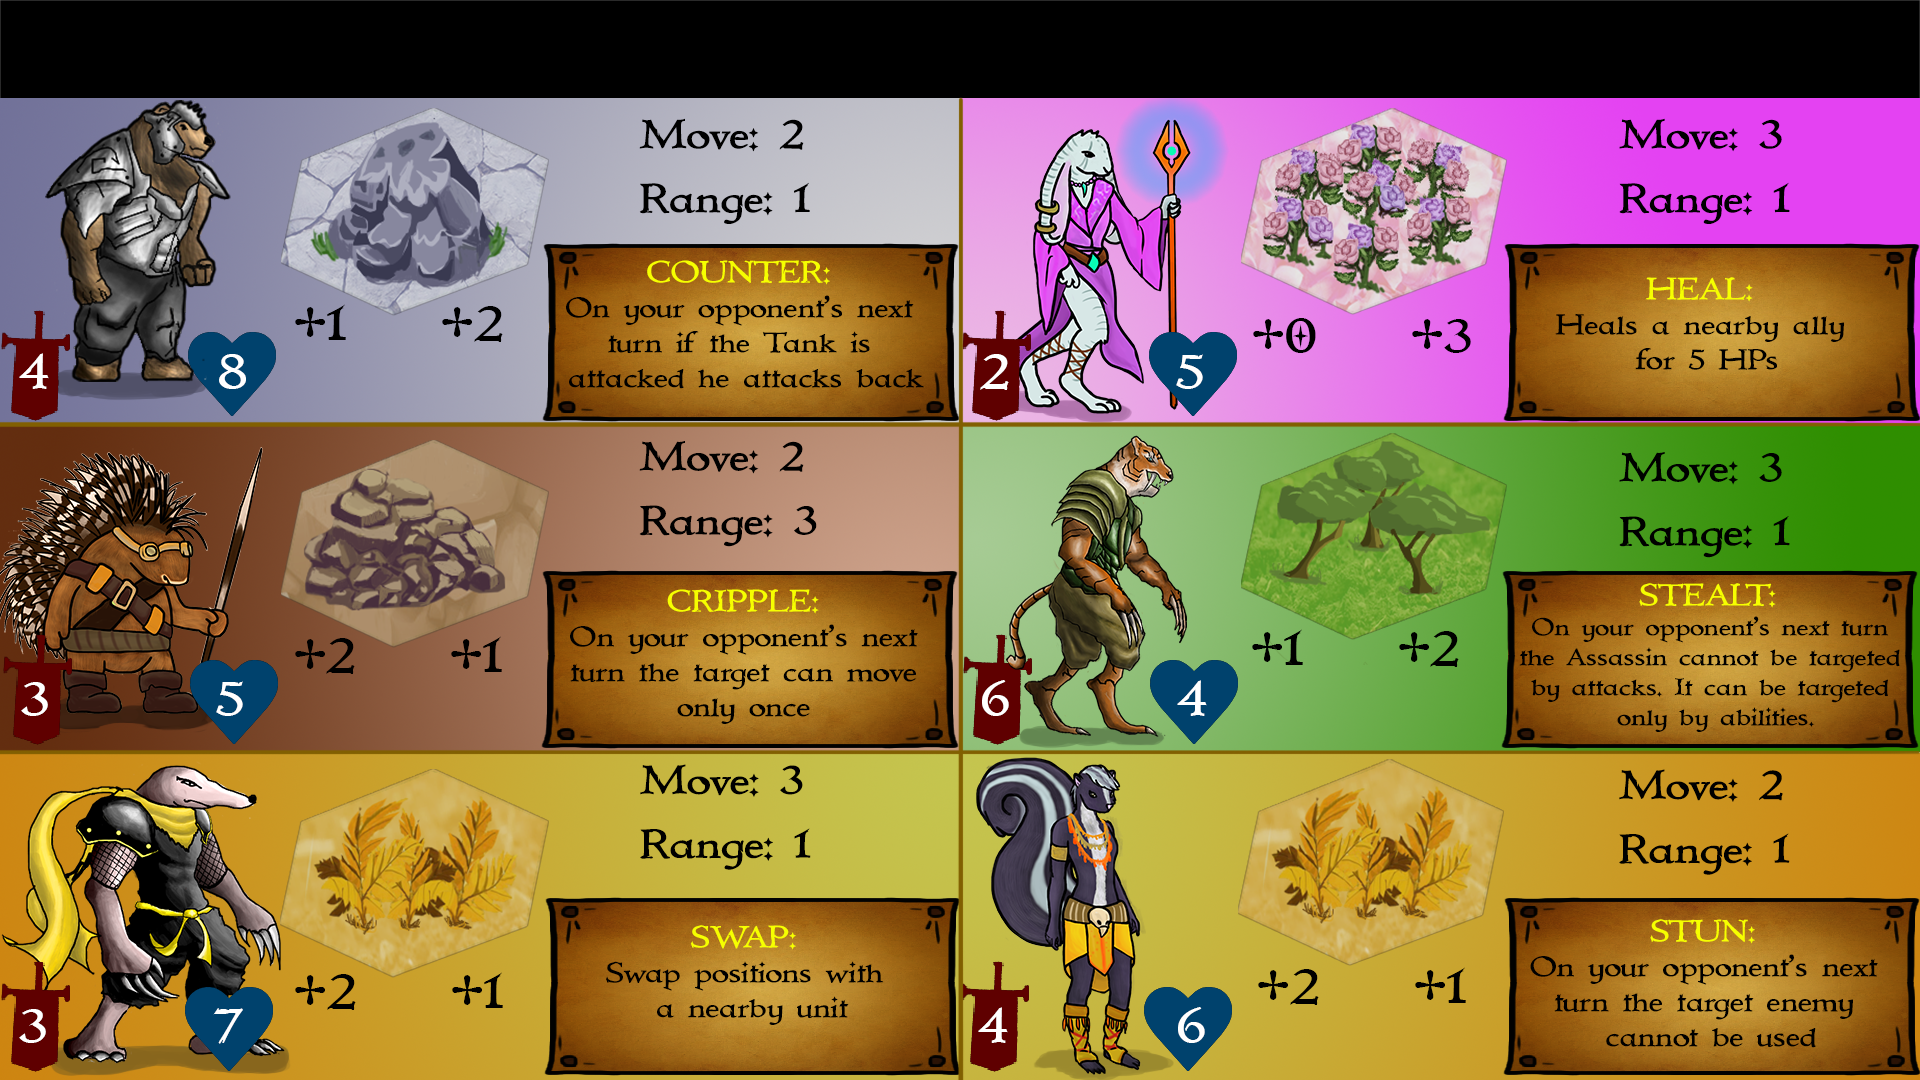 Move: 2
Range: 1
COUNTER:
On your opponent's next
turn if the Tank is
attacked he attacks back
4
8
+1
+2
Move: 3
Range: 1
HEAL:
Heals a nearby ally
for 5 HPs
2
5
+0
+3
Move: 2
Range: 3
CRIPPLE:
On your opponent's next
turn the target can move
only once
3
5
+2
+1
Move: 3
Range: 1
STEALT:
On your opponent's next turn
the Assassin cannot be targeted
by attacks. It can be targeted
only by abilities.
6
4
+1
+2
Move: 3
Range: 1
SWAP:
Swap positions with
a nearby unit
3
7
+2
+1
Move: 2
Range: 1
STUN:
On your opponent's next
turn the target enemy
cannot be used
4
6
+2
+1